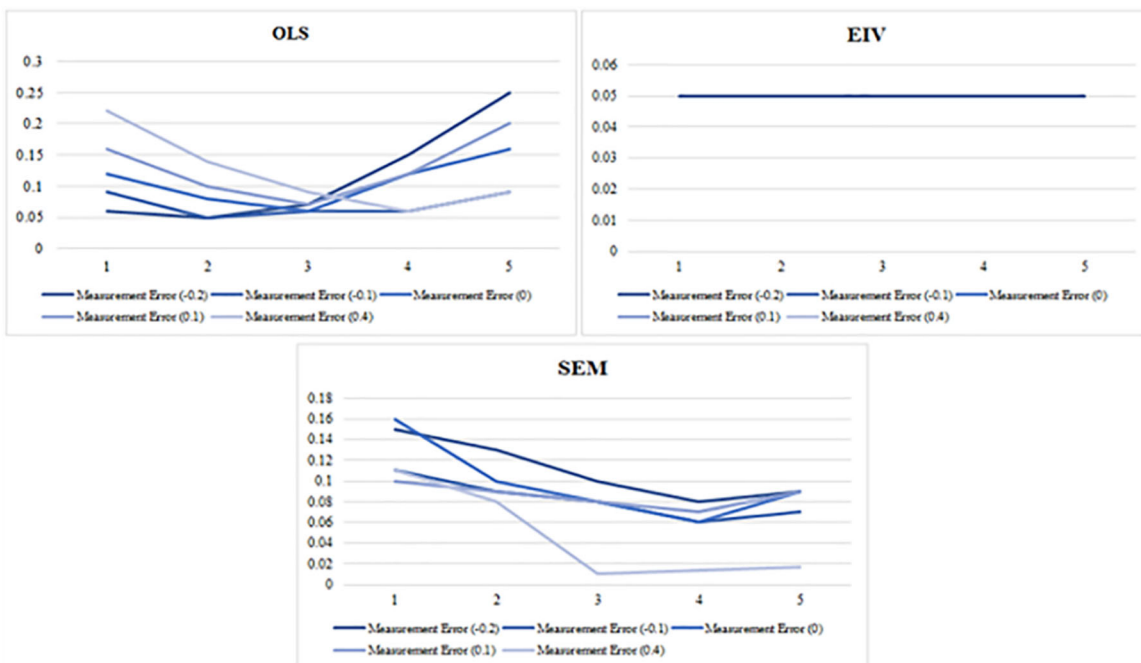 OLS
0.3
0.25
0.2
0.15
0.1
0.05
0
1 2 3 4 5
Measurement Error (-0.2) Measurement Error (-0.1) Measurement Error (0)
Measurement Error (0.1) Measurement Error (0.4)
EIV
0.06
0.05
0.04
0.03
0.02
0.01
0
1 2 3 4 5
Measurement Error (-0.2) Measurement Error (-0.1) Measurement Error (0)
Measurement Error (0.1) Measurement Error (0.4)
SEM
0.18
0.16
0.14
0.12
0.1
0.08
0.06
0.04
0.02
0
1 2 3 4 5
Measurement Error (-0.2) Measurement Error (-0.1) Measurement Error (0)
Measurement Error (0.1) Measurement Error (0.4)